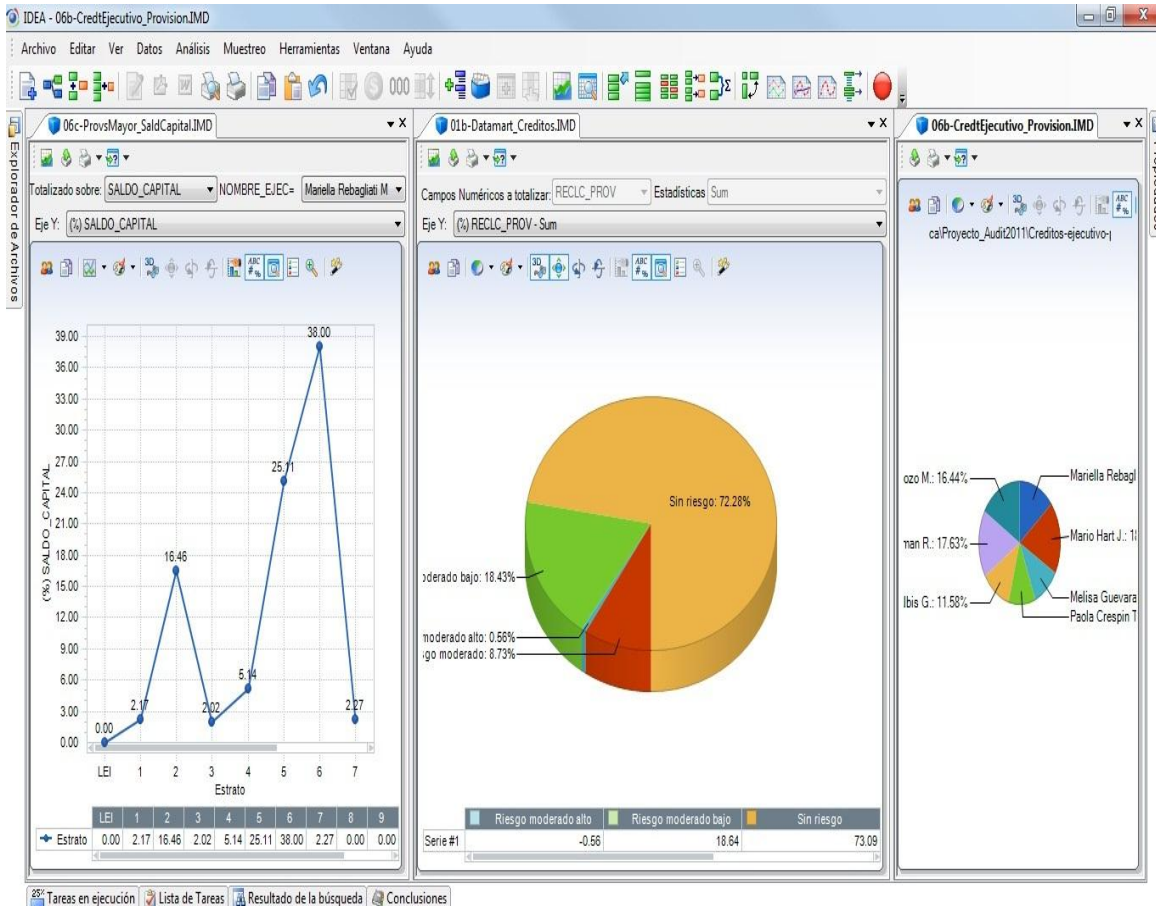 IDEA - 06b-CredtEjecutivo_Provision.IMD
Archivo Editar Ver Datos Análisis Muestreo Herramientas Ventana Ayuda
Explorador de Archivos
06c-ProvsMayor_SaldCapital.IMD
Totalizado sobre: SALDO_CAPITAL NOMBRE_EJEC= Mariella Rebagliati M
Eje Y: (%) SALDO_CAPITAL
39.00
36.00
33.00
30.00
27.00
24.00
21.00
18.00
15.00
12.00
9.00
6.00
3.00
0.00
(%) SALDO_CAPITAL
0.00
2.17
16.46
2.02
5.14
25.11
38.00
2.27
LEI 1 2 3 4 5 6 7
Estrato
LEI 1 2 3 4 5 6 7 8 9
Estrato 0.00 2.17 16.46 2.02 5.14 25.11 38.00 2.27 0.00 0.00
01b-Datamart_Creditos.IMD
Campos Numéricos a totalizar: RECLC_PROV Estadísticas Sum
Eje Y: (%) RECLC_PROV - Sum
Sin riesgo: 72.28%
oderado bajo: 18.43%
moderado alto: 0.56%
sgo moderado: 8.73%
Riesgo moderado alto Riesgo moderado bajo Sin riesgo
Serie #1 -0.56 18.64 73.09
06b-CredtEjecutivo_Provision.IMD
ca\Proyecto_Audit2011\Creditos-ejecutivo-p
ozo M.: 16.44%
Mariella Rebagl
man R.: 17.63%
Mario Hart J.: 1
lbis G.: 11.58%
Melisa Guevara
Paola Crespin T
25% Tareas en ejecución Lista de Tareas Resultado de la búsqueda Conclusiones